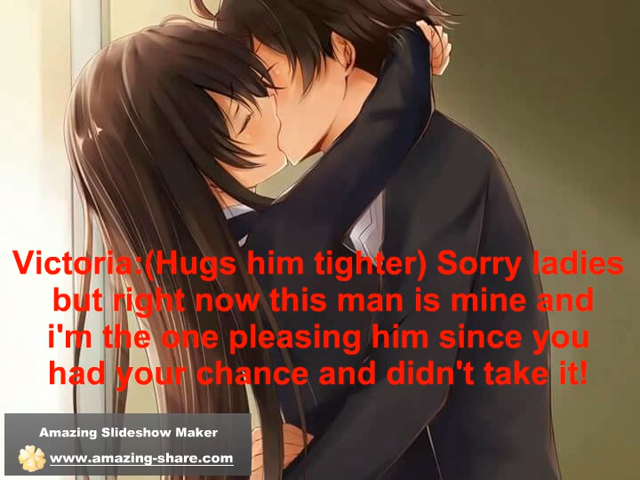 Victoria:(Hugs him tighter) Sorry ladies
but right now this man is mine and
i'm the one pleasing him since you
had your chance and didn't take it!
Amazing Slideshow Maker
www.amazing-share.com